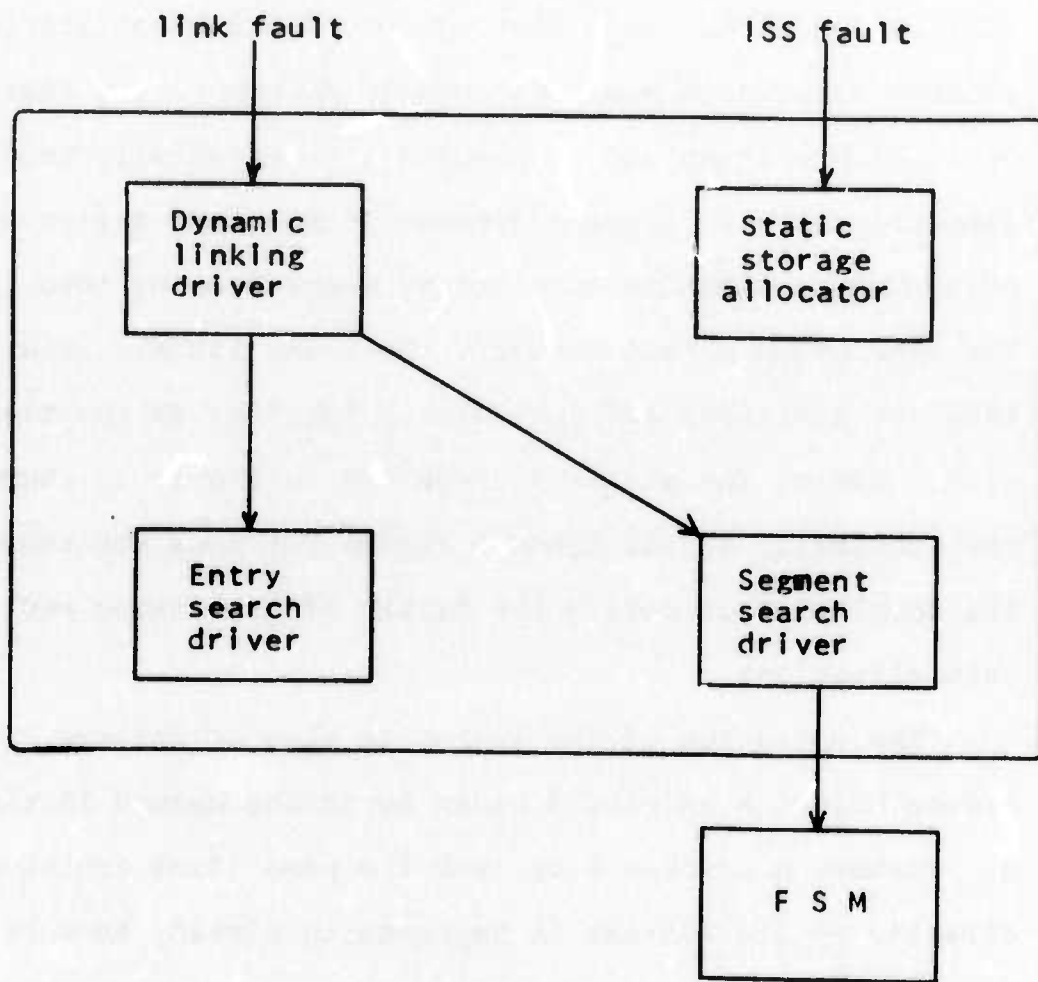 link fault
ISS fault
Dynamic
linking
driver
Static
storage
allocator
Entry
search
driver
Segment
search
driver
F S M